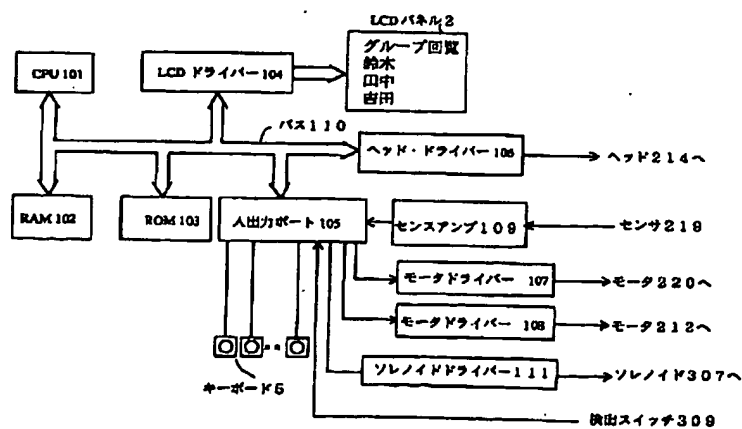 LCDパネル2
グループ回覧
鈴木
田中
吉田
CPU 101
LCD ドライバー 104
バス110
ヘッド・ドライバー 106
ヘッド214へ
RAM 102
ROM 103
入出力ポート 105
センスアンプ109
センサ219
モータドライバー 107
モータ220へ
モータドライバー 108
モータ212へ
キーボード5
ソレノイドドライバー111
ソレノイド307へ
検出スイッチ309